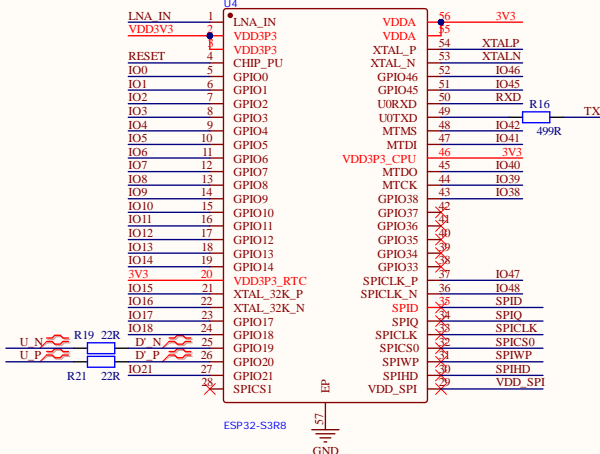 U4
LNA_IN 1 LNA_IN VDDA 56 3V3
VDD3V3 2 VDD3P3 VDDA 55
3 VDD3P3 XTAL_P 54 XTALP
RESET 4 CHIP_PU XTAL_N 53 XTALN
IO0 5 GPIO0 GPIO46 52 IO46
IO1 6 GPIO1 GPIO45 51 IO45
IO2 7 GPIO2 U0RXD 50 RXD R16
IO3 8 GPIO3 U0TXD 49 TX
IO4 9 GPIO4 MTMS 48 IO42 499R
IO5 10 GPIO5 MTDI 47 IO41
IO6 11 GPIO6 VDD3P3_CPU 46 3V3
IO7 12 GPIO7 MTDO 45 IO40
IO8 13 GPIO8 MTCK 44 IO39
IO9 14 GPIO9 GPIO38 43 IO38
IO10 15 GPIO10 GPIO37 42
IO11 16 GPIO11 GPIO36 41
IO12 17 GPIO12 GPIO35 40
IO13 18 GPIO13 GPIO34 39
IO14 19 GPIO14 GPIO33 38
3V3 20 VDD3P3_RTC SPICLK_P 37 IO47
IO15 21 XTAL_32K_P SPICLK_N 36 IO48
IO16 22 XTAL_32K_N SPID 35 SPID
IO17 23 GPIO17 SPIQ 34 SPIQ
IO18 24 GPIO18 SPICLK 33 SPICLK
U_N R19 22R D'_N 25 GPIO19 SPICS0 32 SPICS0
U_P D'_P 26 GPIO20 SPIWP 31 SPIWP
R21 22R IO21 27 GPIO21 SPIHD 30 SPIHD
28 SPICS1 EP VDD_SPI 29 VDD_SPI
57
ESP32-S3R8
GND